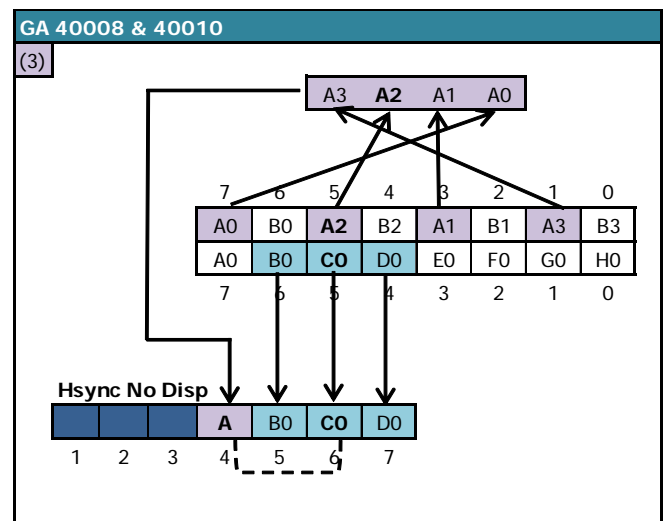 GA 40008 & 40010
(3)
A3 A2 A1 A0
7 6 5 4 3 2 1 0
A0 B0 A2 B2 A1 B1 A3 B3
A0 B0 C0 D0 E0 F0 G0 H0
7 6 5 4 3 2 1 0
Hsync No Disp
A B0 C0 D0
1 2 3 4 5 6 7